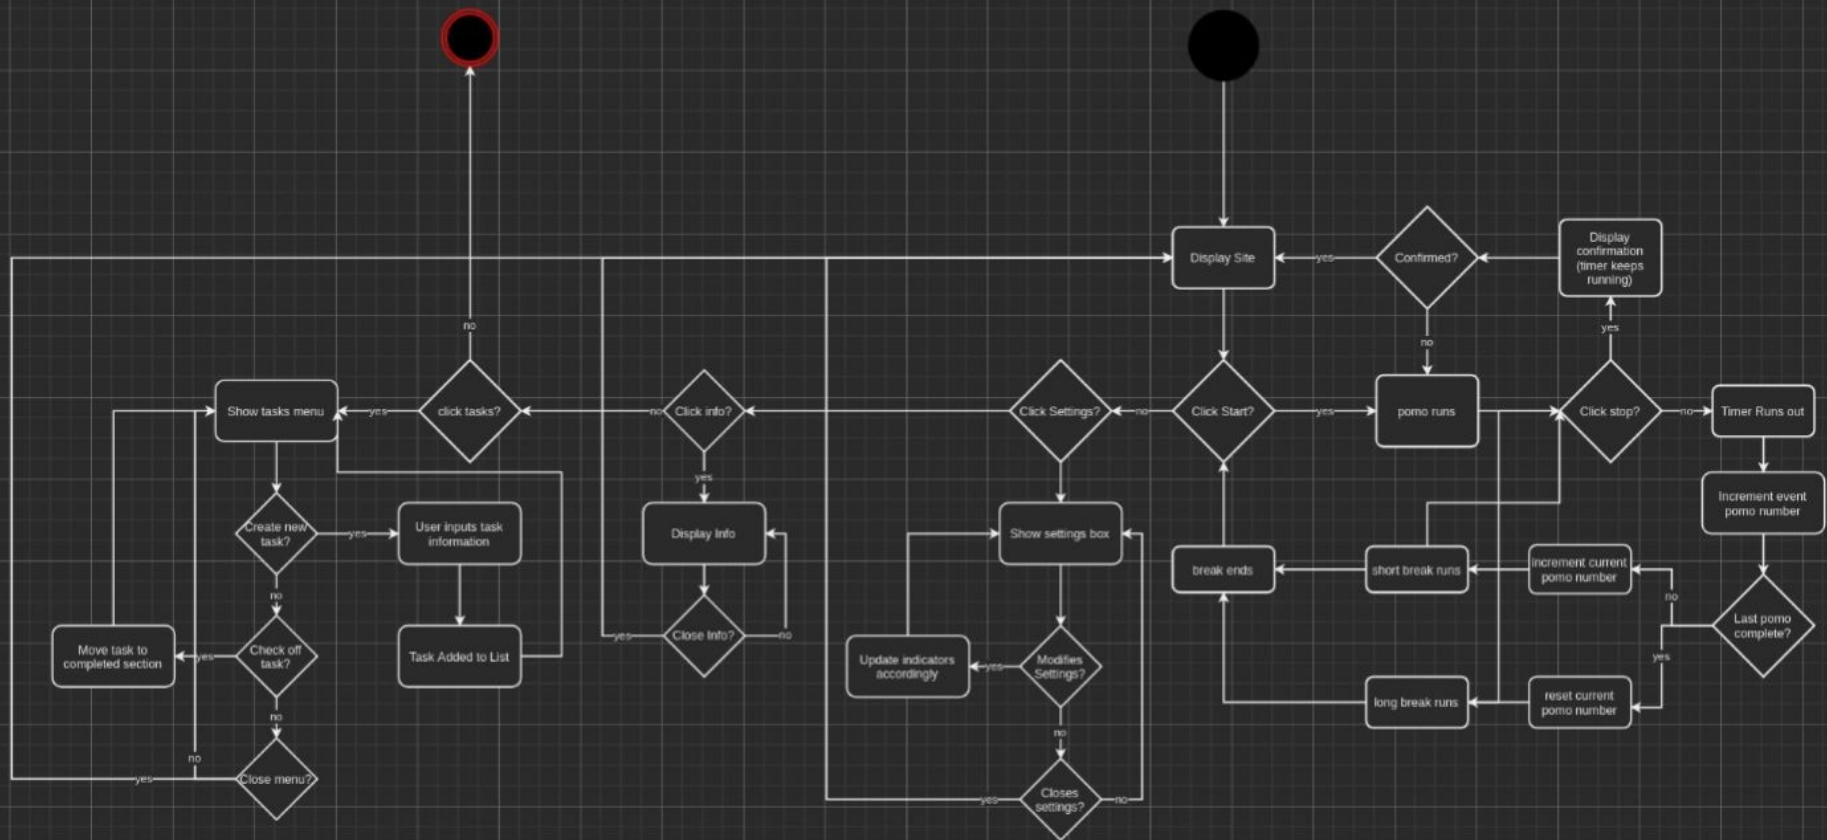 Display Site
yes
Confirmed?
Display
confirmation
(timer keeps
running)
no
no
yes
Show tasks menu
yes
click tasks?
no
Click info?
Click Settings?
no
Click Start?
yes
pomo runs
Click stop?
no
Timer Runs out
yes
Increment event
pomo number
Create new
task?
yes
User inputs task
information
Display Info
Show settings box
break ends
short break runs
increment current
pomo number
no
no
Last pomo
complete?
Move task to
completed section
yes
Check off
task?
Task Added to List
yes
Close Info?
no
Update indicators
accordingly
yes
Modifies
Settings?
yes
long break runs
reset current
pomo number
no
no
no
yes
Close menu?
yes
Closes
settings?
no